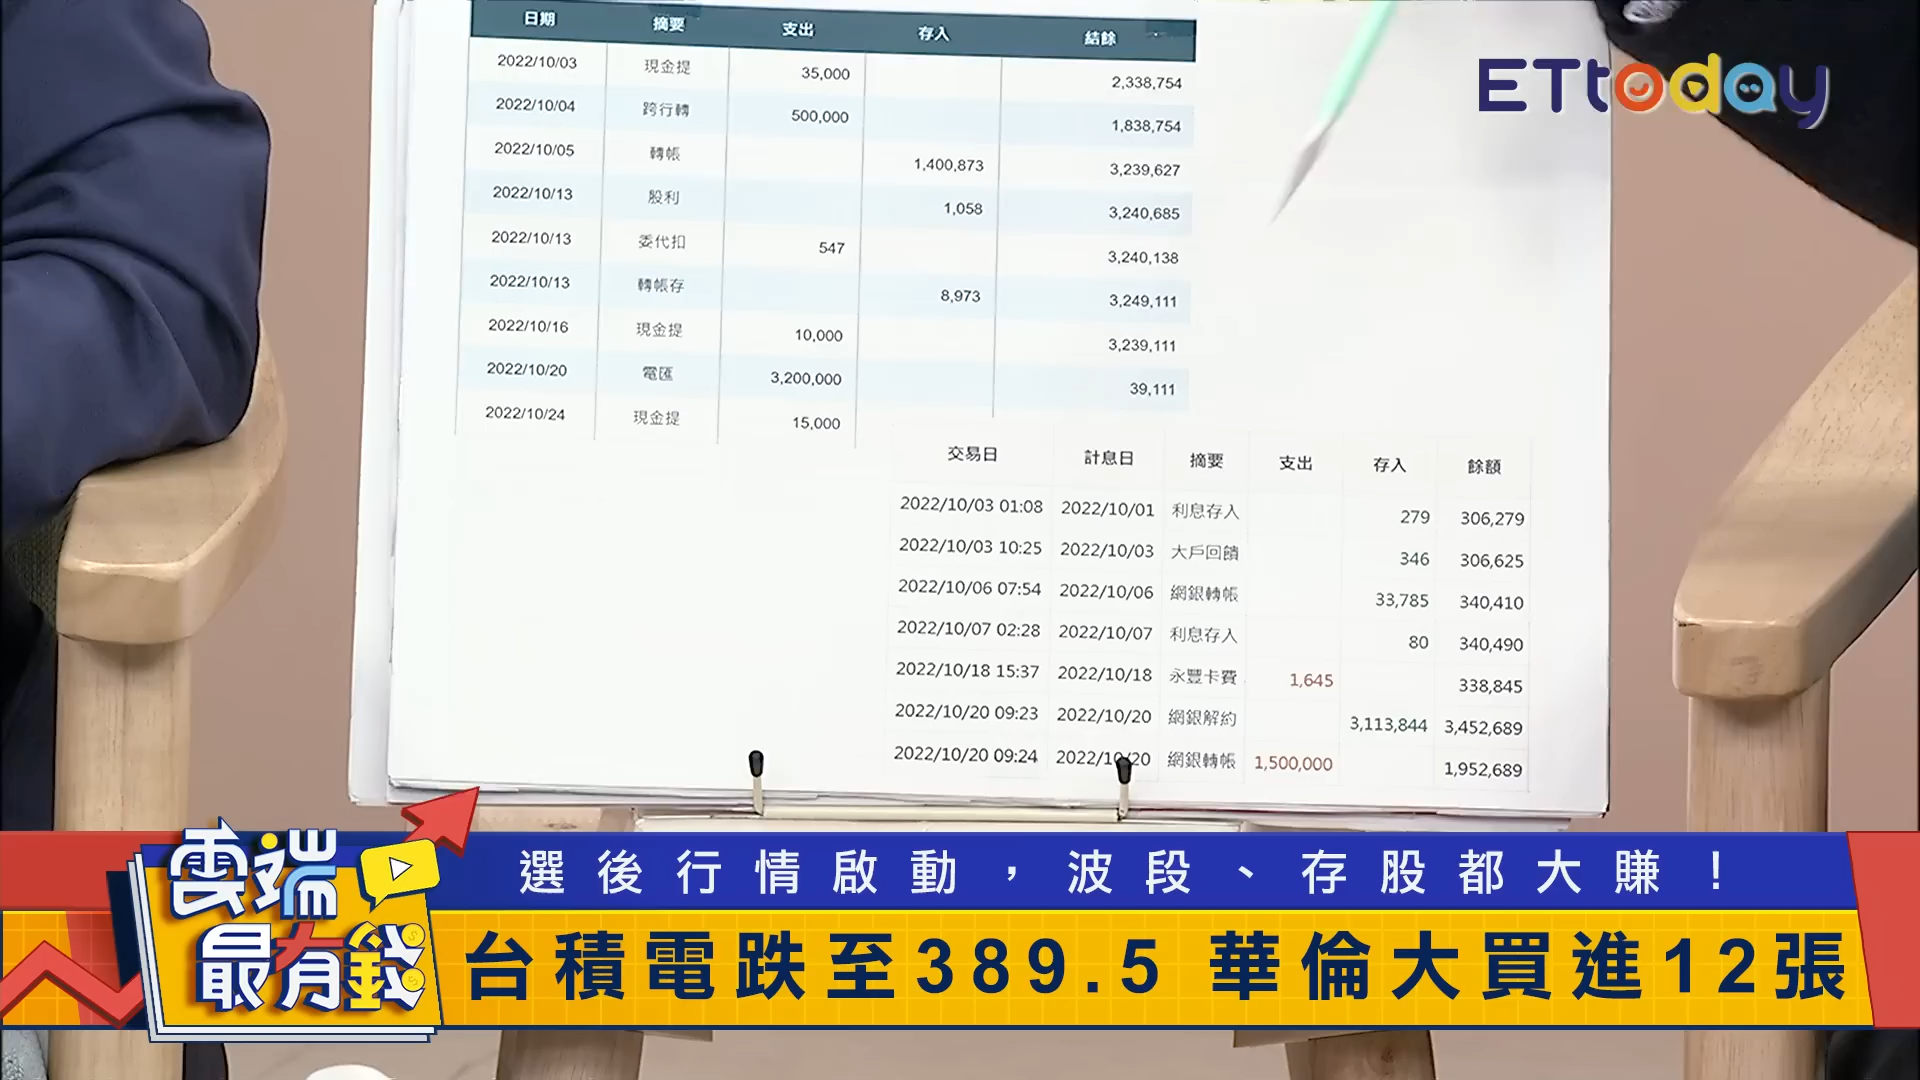 日期 摘要 支出 存入 結餘
2022/10/03 現金提 35,000 2,338,754
2022/10/04 跨行轉 500,000 1,838,754
2022/10/05 轉帳 1,400,873 3,239,627
2022/10/13 股利 1,058 3,240,685
2022/10/13 委代扣 547 3,240,138
2022/10/13 轉帳存 8,973 3,249,111
2022/10/16 現金提 10,000 3,239,111
2022/10/20 電匯 3,200,000 39,111
2022/10/24 現金提 15,000
ETtoday
交易日 計息日 摘要 支出 存入 餘額
2022/10/03 01:08 2022/10/01 利息存入 279 306,279
2022/10/03 10:25 2022/10/03 大戶回饋 346 306,625
2022/10/06 07:54 2022/10/06 網銀轉帳 33,785 340,410
2022/10/07 02:28 2022/10/07 利息存入 80 340,490
2022/10/18 15:37 2022/10/18 永豐卡費 1,645 338,845
2022/10/20 09:23 2022/10/20 網銀解約 3,113,844 3,452,689
2022/10/20 09:24 2022/10/20 網銀轉帳 1,500,000 1,952,689
雲端
最有錢
選後行情啟動，波段、存股都大賺！
台積電跌至389.5 華倫大買進12張